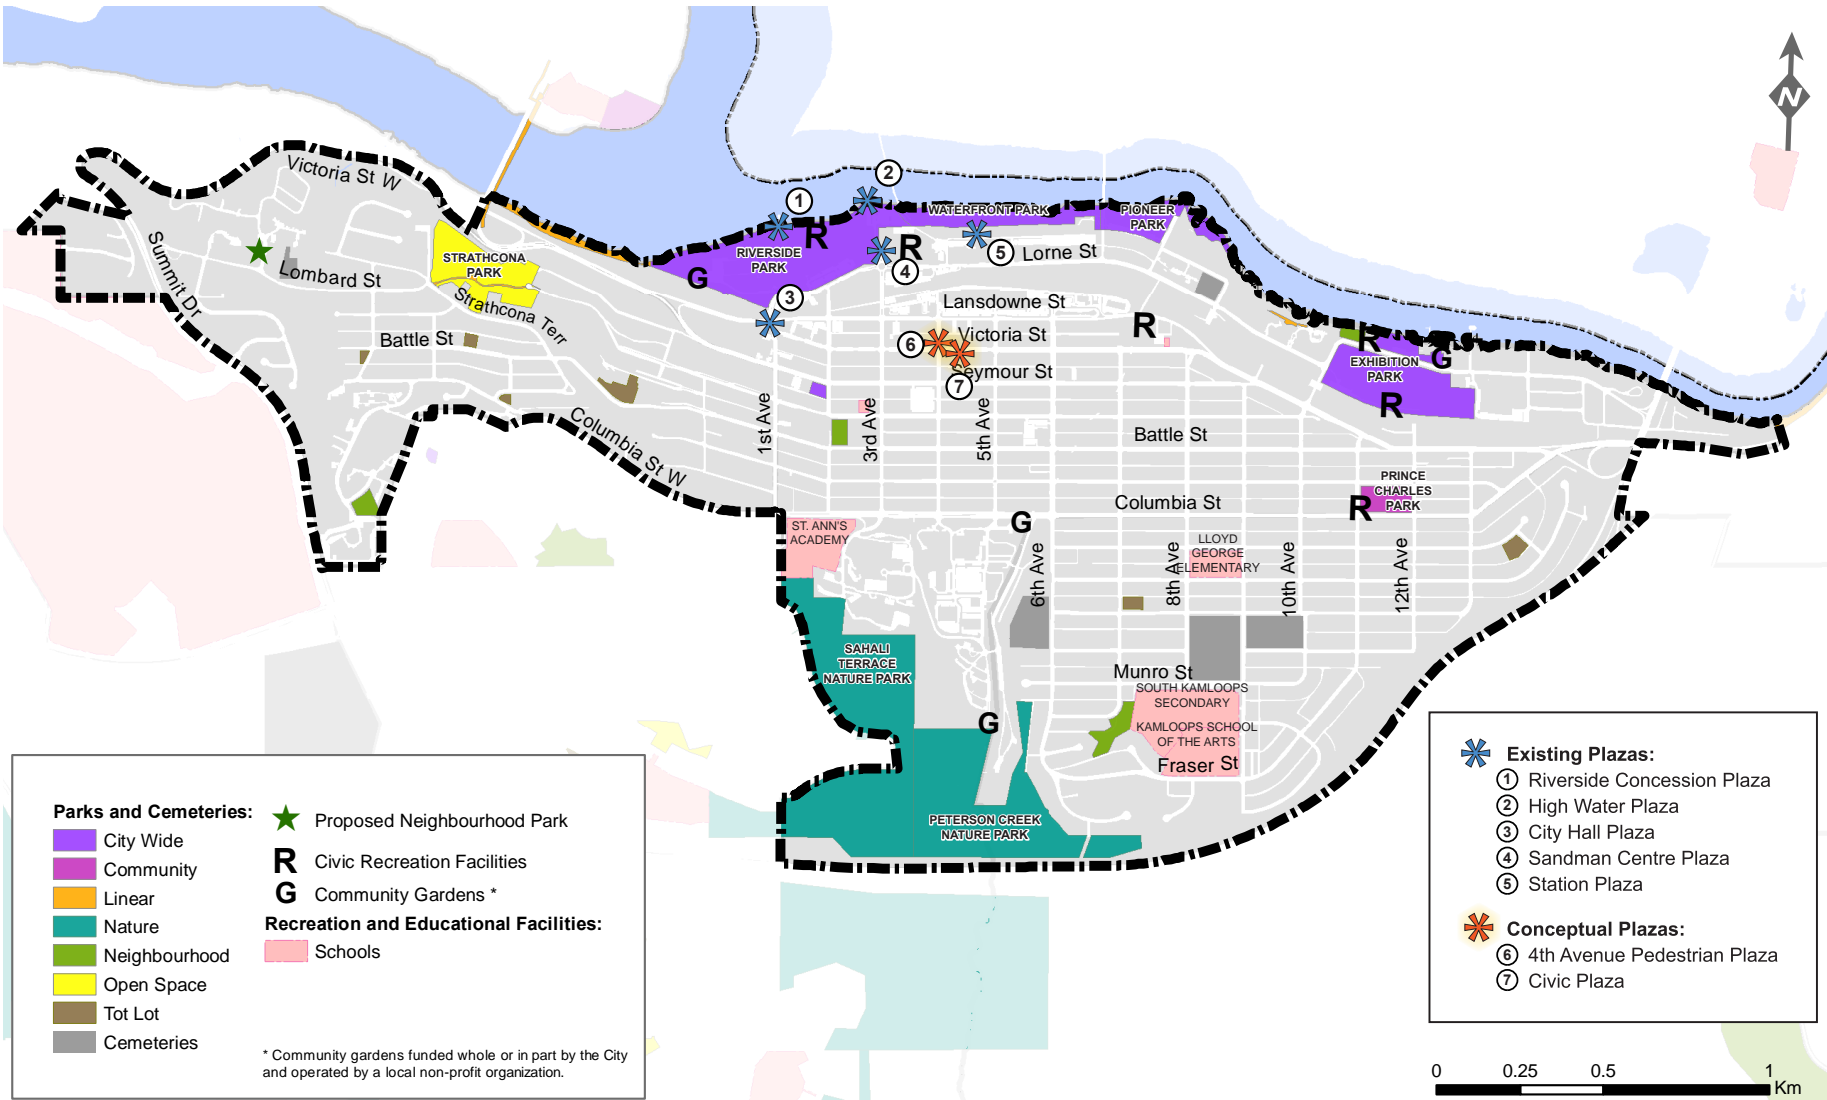 N
Victoria St W
2
1
WATERFRONT PARK
PIONEER
PARK
R
R
RIVERSIDE
PARK
5
Lorne St
Summit Dr
STRATHCONA
PARK
Lombard St
G
4
3
Lansdowne St
Strathcona Terr
Battle St
6
Victoria St
R
R
G
EXHIBITION
PARK
Seymour St
7
R
1st Ave
3rd Ave
5th Ave
Columbia St W
Battle St
PRINCE
CHARLES
PARK
R
Columbia St
G
ST. ANN'S
ACADEMY
LLOYD
GEORGE
ELEMENTARY
6th Ave
8th Ave
10th Ave
12th Ave
SAHALI
TERRACE
NATURE PARK
Munro St
SOUTH KAMLOOPS
SECONDARY
G
KAMLOOPS SCHOOL
OF THE ARTS
Fraser St
PETERSON CREEK
NATURE PARK
Parks and Cemeteries:
City Wide
Community
Linear
Nature
Neighbourhood
Open Space
Tot Lot
Cemeteries
Proposed Neighbourhood Park
R Civic Recreation Facilities
G Community Gardens *
Recreation and Educational Facilities:
Schools
* Community gardens funded whole or in part by the City
and operated by a local non-profit organization.
Existing Plazas:
1 Riverside Concession Plaza
2 High Water Plaza
3 City Hall Plaza
4 Sandman Centre Plaza
5 Station Plaza
Conceptual Plazas:
6 4th Avenue Pedestrian Plaza
7 Civic Plaza
0 0.25 0.5 1
Km